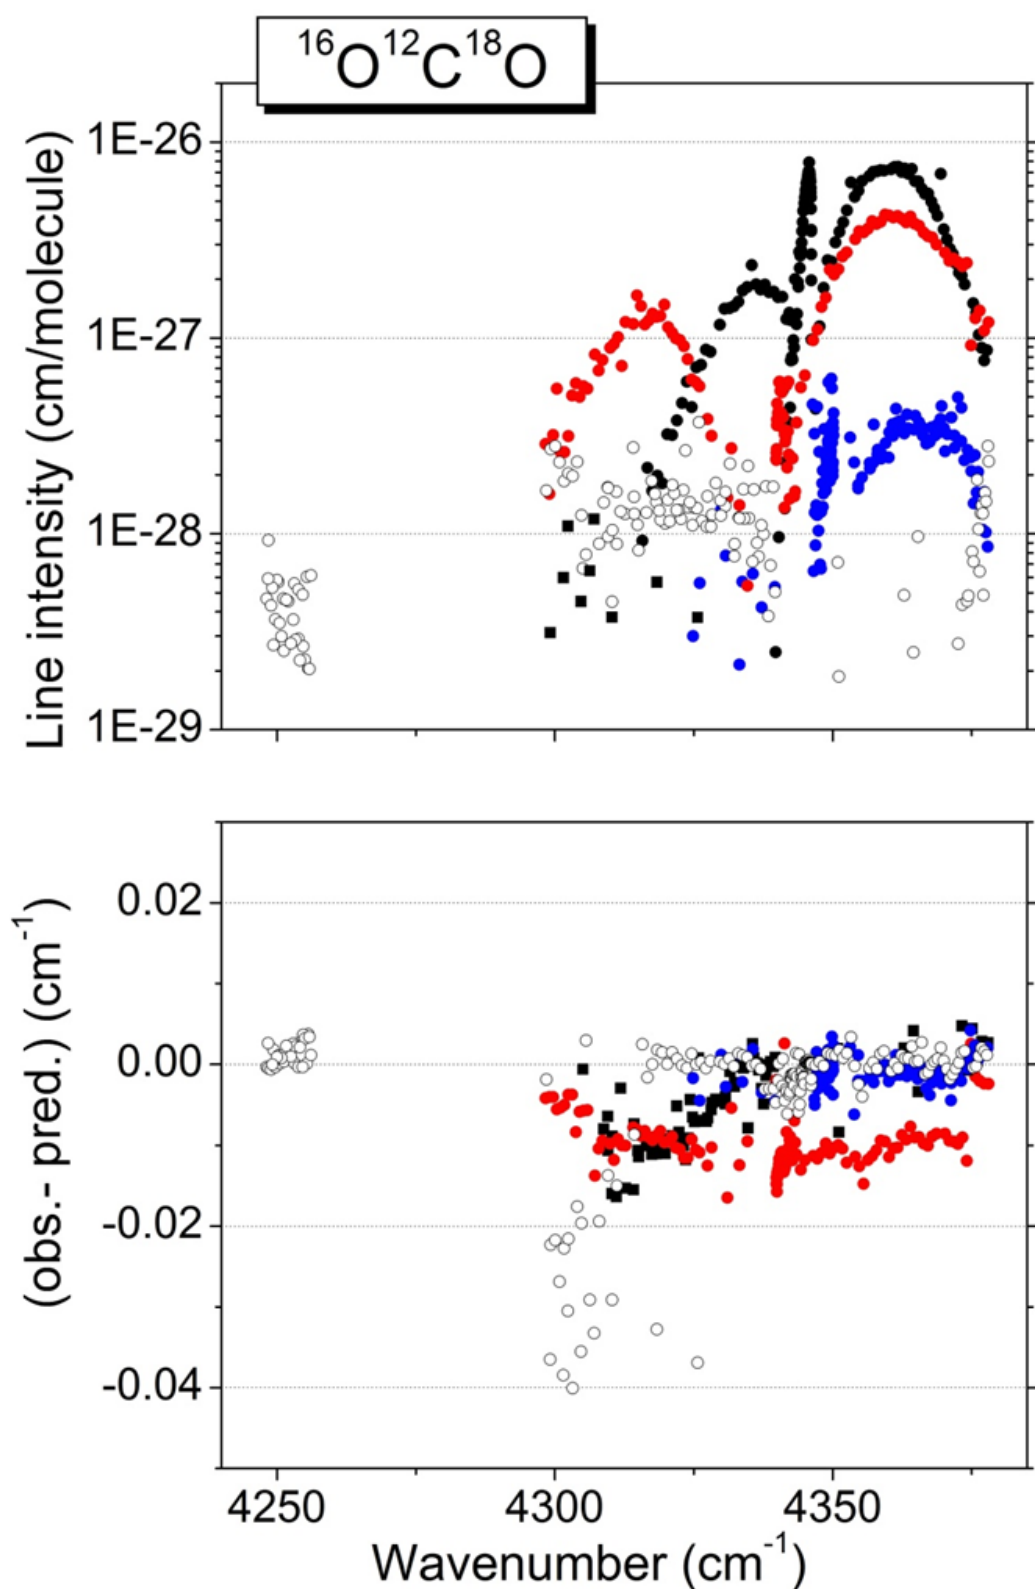 ¹⁶O¹²C¹⁸O
Line intensity (cm/molecule)
1E-26
1E-27
1E-28
1E-29
(obs.- pred.) (cm⁻¹)
0.02
0.00
-0.02
-0.04
4250 4300 4350
Wavenumber (cm⁻¹)